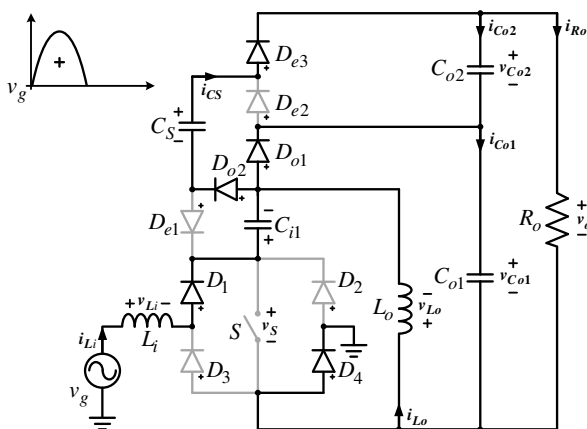 +
v_g
D_e3
i_Co2
i_Ro
i_CS
+
C_S
−
D_e2
C_o2
+
v_Co2
−
D_o2
D_o1
i_Co1
D_e1
−
C_i1
+
R_o
+
v_o
−
D_1
D_2
−
L_o
v_Lo
+
C_o1
+
v_Co1
−
+ v_Li −
L_i
S
+
v_S
−
i_Li
D_3
D_4
v_g
i_Lo